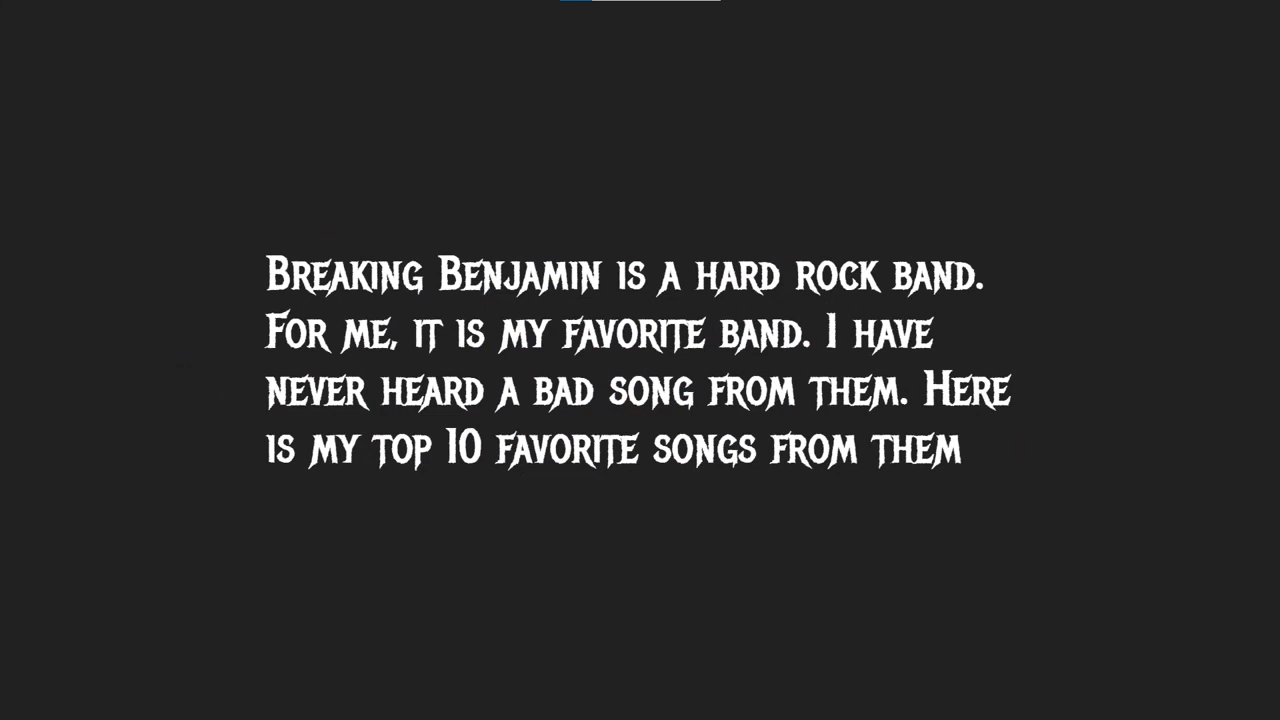 Breaking Benjamin is a hard rock band.
For me, it is my favorite band. I have
never heard a bad song from them. Here
is my top 10 favorite songs from them